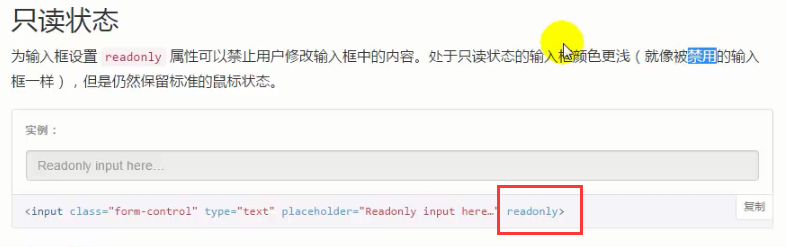 只读状态
为输入框设置 readonly 属性可以禁止用户修改输入框中的内容。处于只读状态的输入框颜色更浅（就像被禁用的输入
框一样），但是仍然保留标准的鼠标状态。
实例：
Readonly input here…
<input class="form-control" type="text" placeholder="Readonly input here…" readonly>
复制